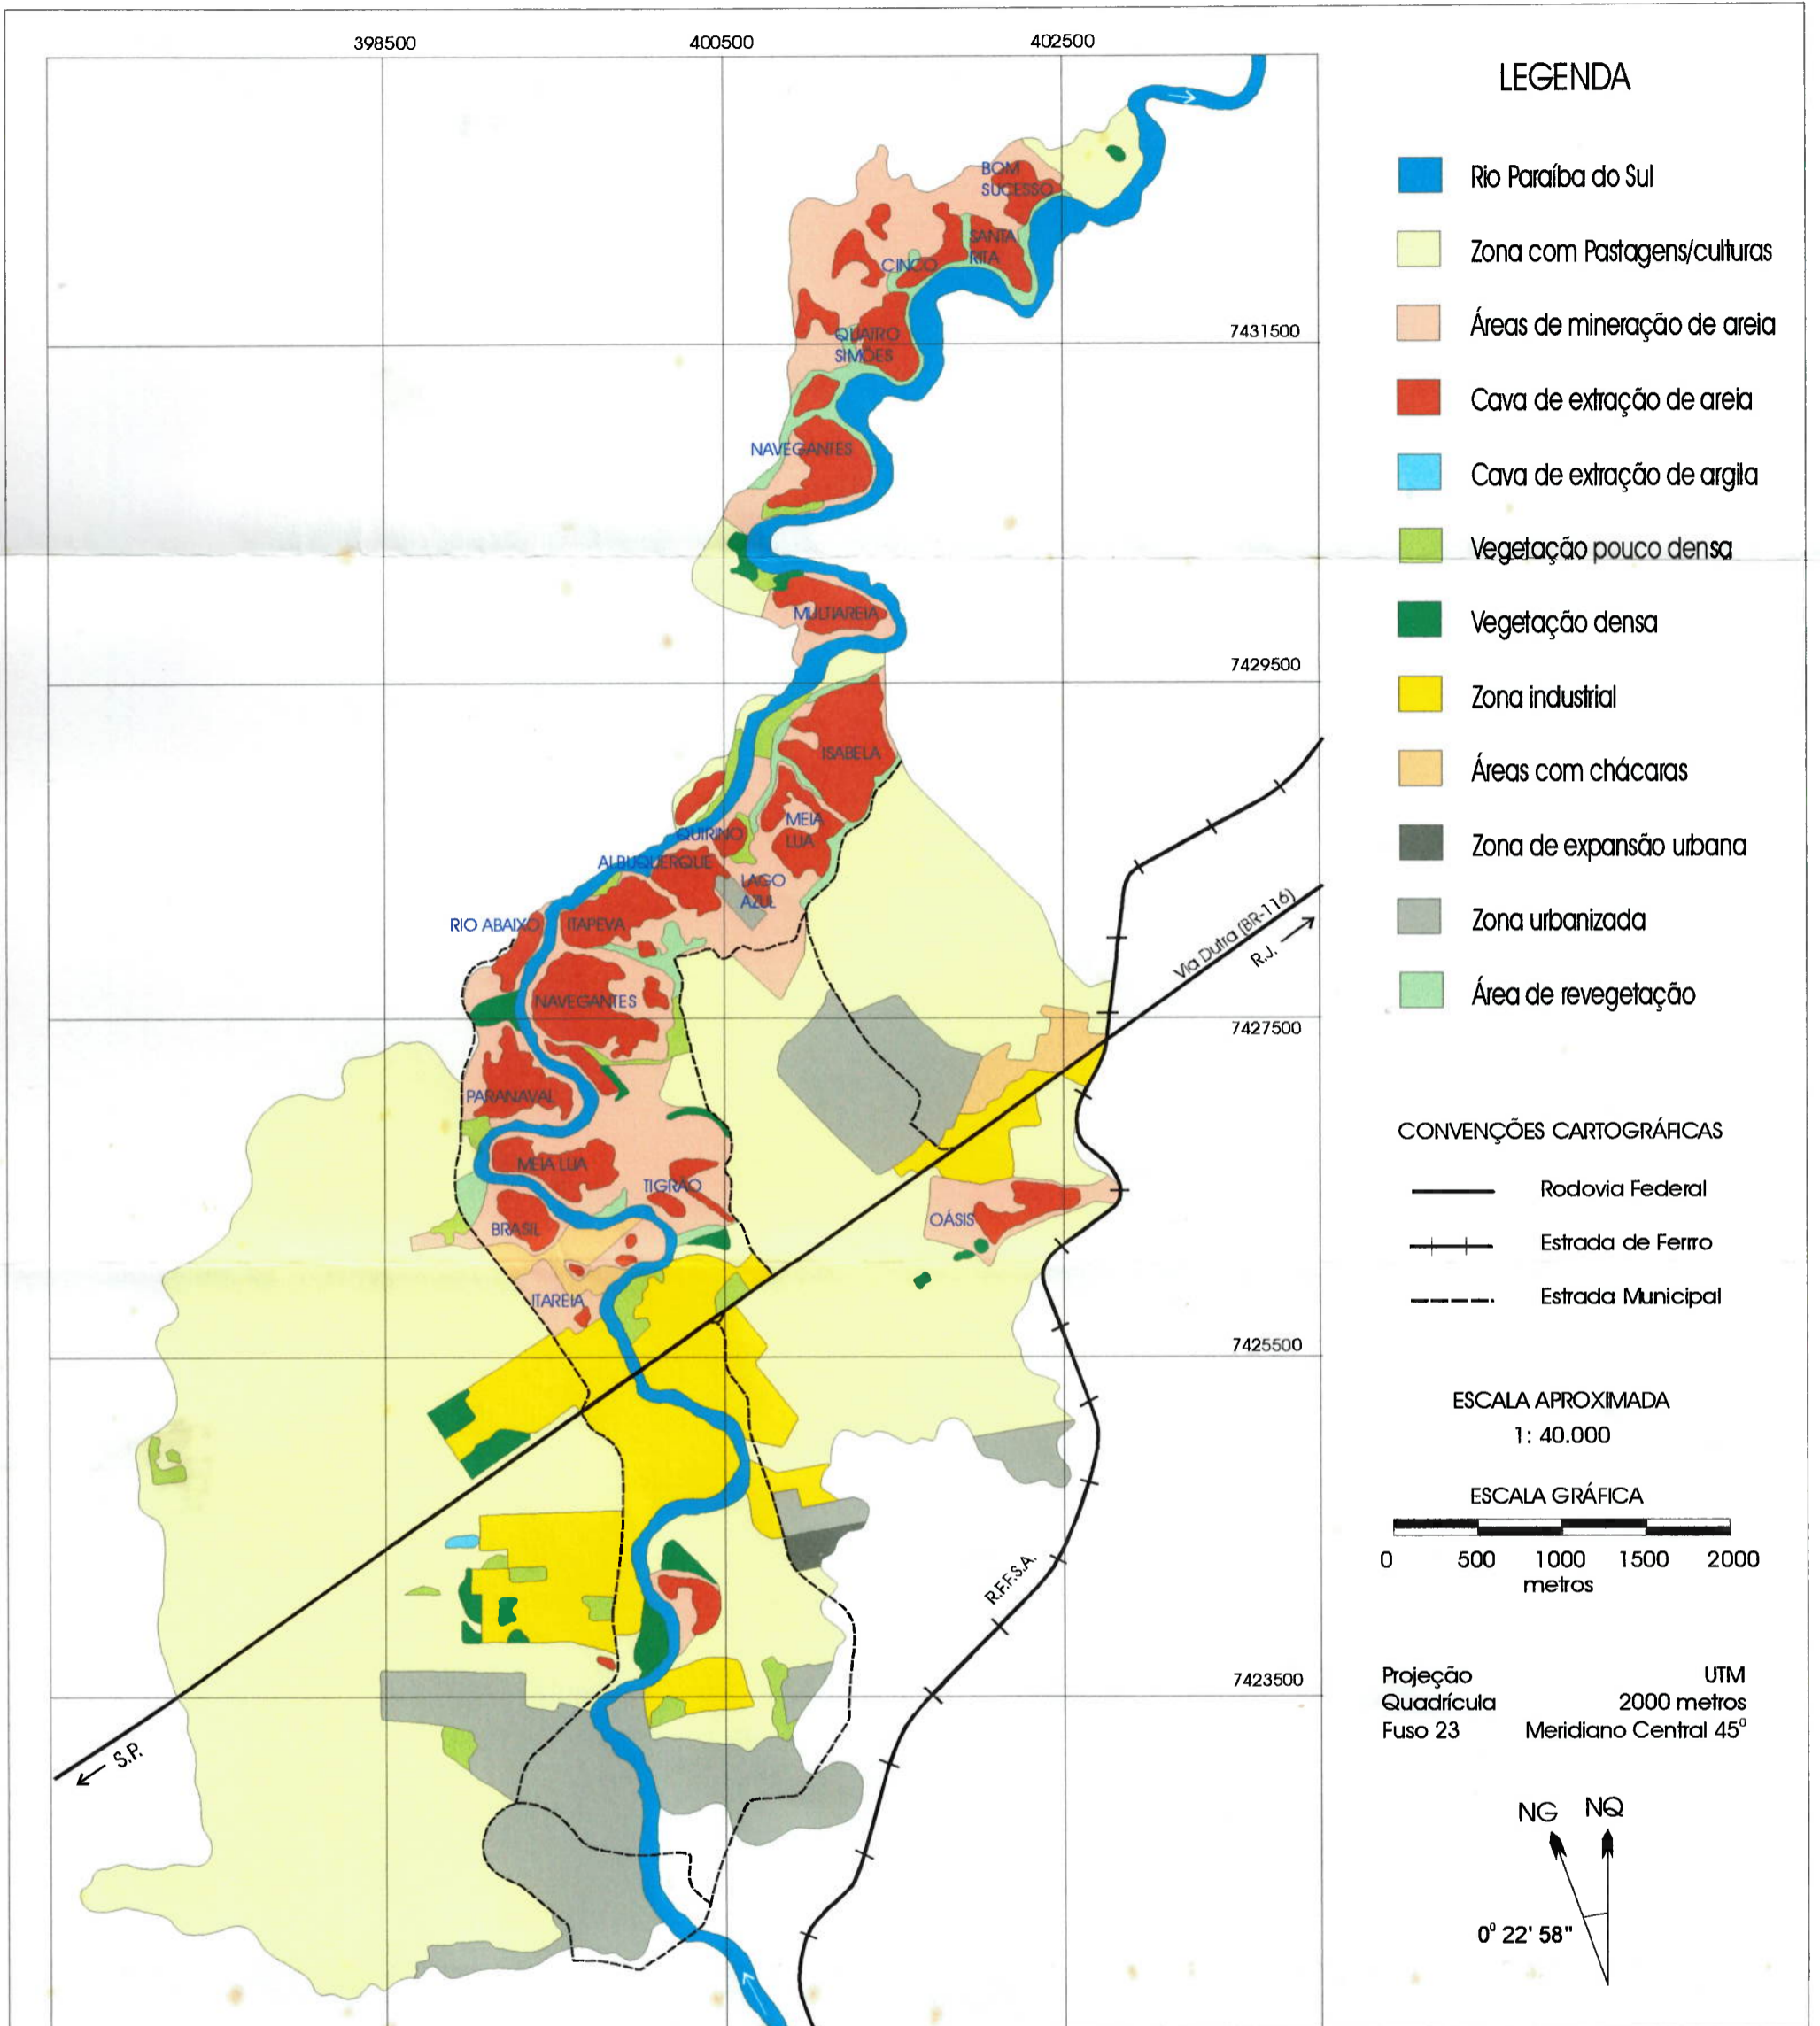 398500
400500
402500
7431500
7429500
7427500
7425500
7423500
BOM
SUCESSO
SANTA
RITA
CINCO
QUATRO
SIMÕES
NAVEGANTES
MULTIAREIA
ISABELA
MEIA
LUA
QUIRINO
ALBUQUERQUE
LAGO
AZUL
RIO ABAIXO
ITAPEVA
NAVEGANTES
PARANAVAL
MEIA LUA
TIGRÃO
BRASIL
OÁSIS
ITAREIA
Via Dutra (BR-116)
R.J.
R.F.F.S.A.
S.P.
LEGENDA
Rio Paraíba do Sul
Zona com Pastagens/culturas
Áreas de mineração de areia
Cava de extração de areia
Cava de extração de argila
Vegetação pouco densa
Vegetação densa
Zona industrial
Áreas com chácaras
Zona de expansão urbana
Zona urbanizada
Área de revegetação
CONVENÇÕES CARTOGRÁFICAS
Rodovia Federal
Estrada de Ferrro
Estrada Municipal
ESCALA APROXIMADA
1: 40.000
ESCALA GRÁFICA
0 500 1000 1500 2000
metros
Projeção UTM
Quadrícula 2000 metros
Fuso 23 Meridiano Central 45º
NG NQ
0º 22' 58"